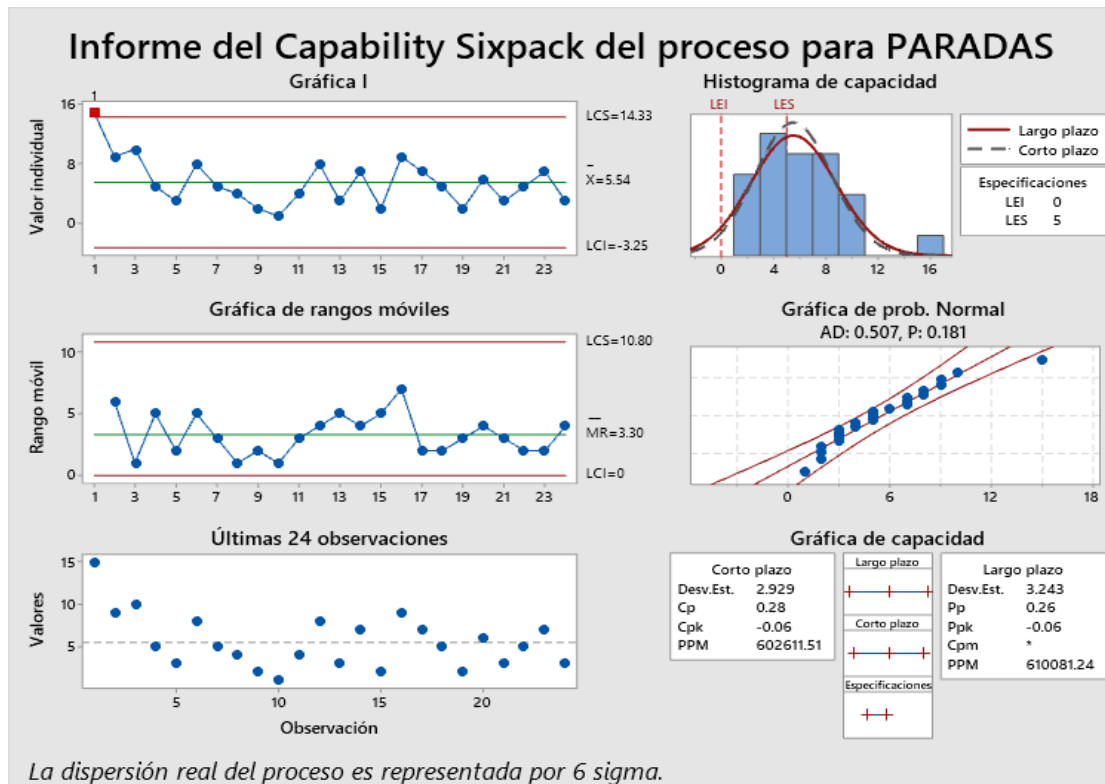 Informe del Capability Sixpack del proceso para PARADAS
Gráfica I
Valor individual
16
8
0
1
LCS=14.33
X=5.54
LCI=-3.25
1 3 5 7 9 11 13 15 17 19 21 23
Histograma de capacidad
LEI LES
0 4 8 12 16
Largo plazo
Corto plazo
Especificaciones
LEI 0
LES 5
Gráfica de rangos móviles
Rango móvil
10
5
0
LCS=10.80
MR=3.30
LCI=0
1 3 5 7 9 11 13 15 17 19 21 23
Gráfica de prob. Normal
AD: 0.507, P: 0.181
0 6 12 18
Últimas 24 observaciones
Valores
15
10
5
5 10 15 20
Observación
Gráfica de capacidad
Corto plazo
Desv.Est. 2.929
Cp 0.28
Cpk -0.06
PPM 602611.51
Largo plazo
Corto plazo
Especificaciones
Largo plazo
Desv.Est. 3.243
Pp 0.26
Ppk -0.06
Cpm *
PPM 610081.24
La dispersión real del proceso es representada por 6 sigma.